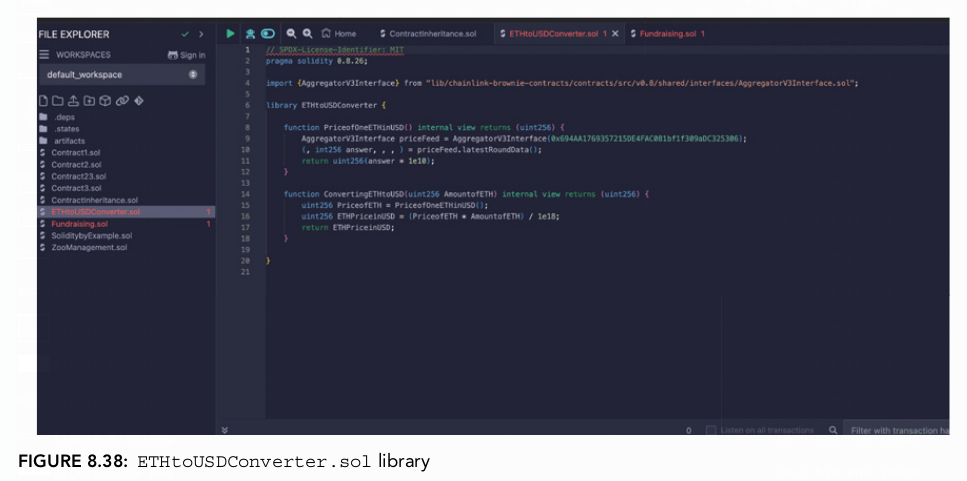 FILE EXPLORER
WORKSPACES
Sign in
default_workspace
.deps
.states
artifacts
Contract1.sol
Contract2.sol
Contract23.sol
Contract3.sol
ContractInheritance.sol
ETHtoUSDConverter.sol 1
Fundraising.sol 1
SoliditybyExample.sol
ZooManagement.sol
Home ContractInheritance.sol ETHtoUSDConverter.sol 1 Fundraising.sol 1
1 // SPDX-License-Identifier: MIT
2 pragma solidity 0.8.26;
3
4 import {AggregatorV3Interface} from "lib/chainlink-brownie-contracts/contracts/src/v0.8/shared/interfaces/AggregatorV3Interface.sol";
5
6 library ETHtoUSDConverter {
7
8 function PriceofOneETHinUSD() internal view returns (uint256) {
9 AggregatorV3Interface priceFeed = AggregatorV3Interface(0x694AA1769357215DE4FAC081bf1f309aDC325306);
10 (, int256 answer, , , ) = priceFeed.latestRoundData();
11 return uint256(answer * 1e10);
12 }
13
14 function ConvertingETHtoUSD(uint256 AmountofETH) internal view returns (uint256) {
15 uint256 PriceofETH = PriceofOneETHinUSD();
16 uint256 ETHPriceinUSD = (PriceofETH * AmountofETH) / 1e18;
17 return ETHPriceinUSD;
18 }
19
20 }
21
0 Listen on all transactions Filter with transaction ha
FIGURE 8.38: ETHtoUSDConverter.sol library